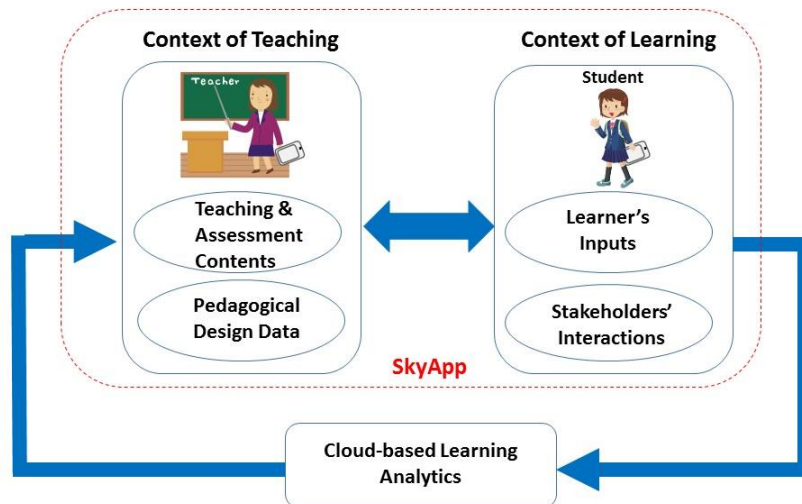 Context of Teaching
Context of Learning
Teacher
Student
Teaching &
Assessment
Contents
Learner's
Inputs
Pedagogical
Design Data
Stakeholders'
Interactions
SkyApp
Cloud-based Learning
Analytics